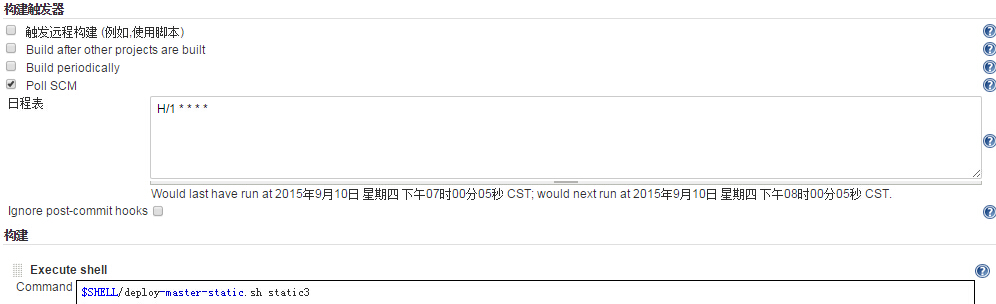 构建触发器
触发远程构建 (例如,使用脚本)
Build after other projects are built
Build periodically
Poll SCM
日程表
H/1 * * * *
Would last have run at 2015年9月10日 星期四 下午07时00分05秒 CST; would next run at 2015年9月10日 星期四 下午08时00分05秒 CST.
Ignore post-commit hooks
构建
Execute shell
Command
$SHELL/deploy-master-static.sh static3